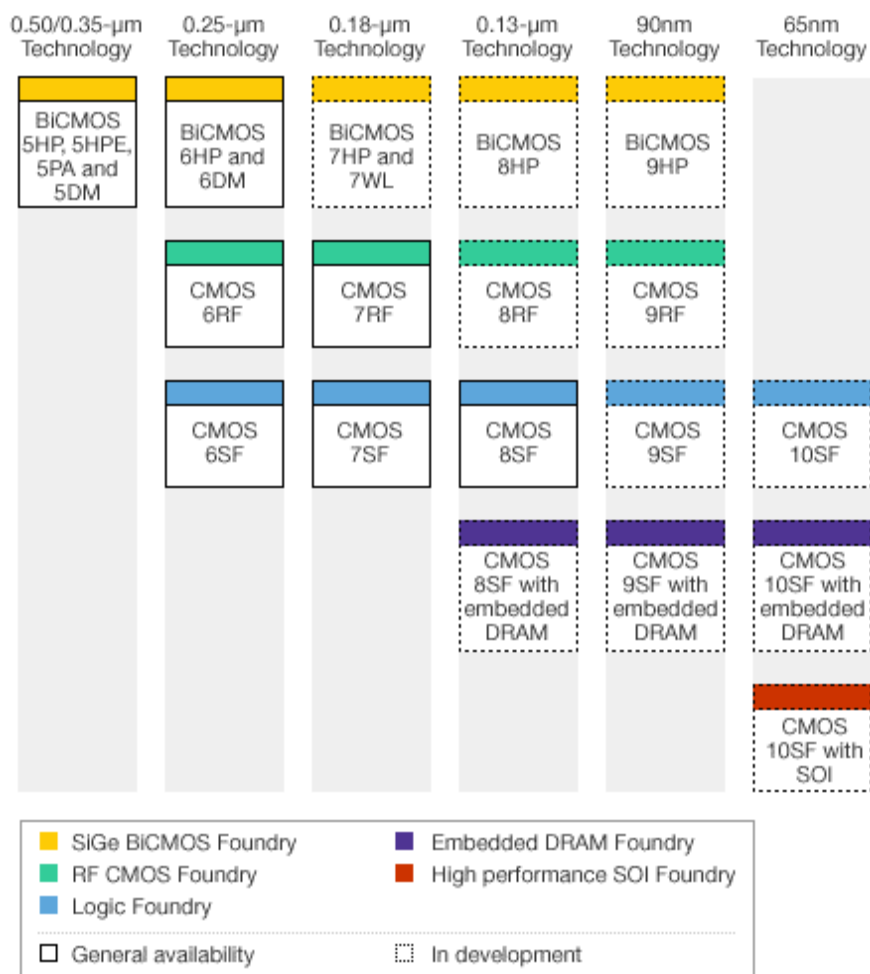 0.50/0.35-µm
Technology
0.25-µm
Technology
0.18-µm
Technology
0.13-µm
Technology
90nm
Technology
65nm
Technology
BiCMOS
5HP, 5HPE,
5PA and
5DM
BiCMOS
6HP and
6DM
BiCMOS
7HP and
7WL
BiCMOS
8HP
BiCMOS
9HP
CMOS
6RF
CMOS
7RF
CMOS
8RF
CMOS
9RF
CMOS
6SF
CMOS
7SF
CMOS
8SF
CMOS
9SF
CMOS
10SF
CMOS
8SF with
embedded
DRAM
CMOS
9SF with
embedded
DRAM
CMOS
10SF with
embedded
DRAM
CMOS
10SF with
SOI
SiGe BiCMOS Foundry
RF CMOS Foundry
Logic Foundry
Embedded DRAM Foundry
High performance SOI Foundry
General availability
In development